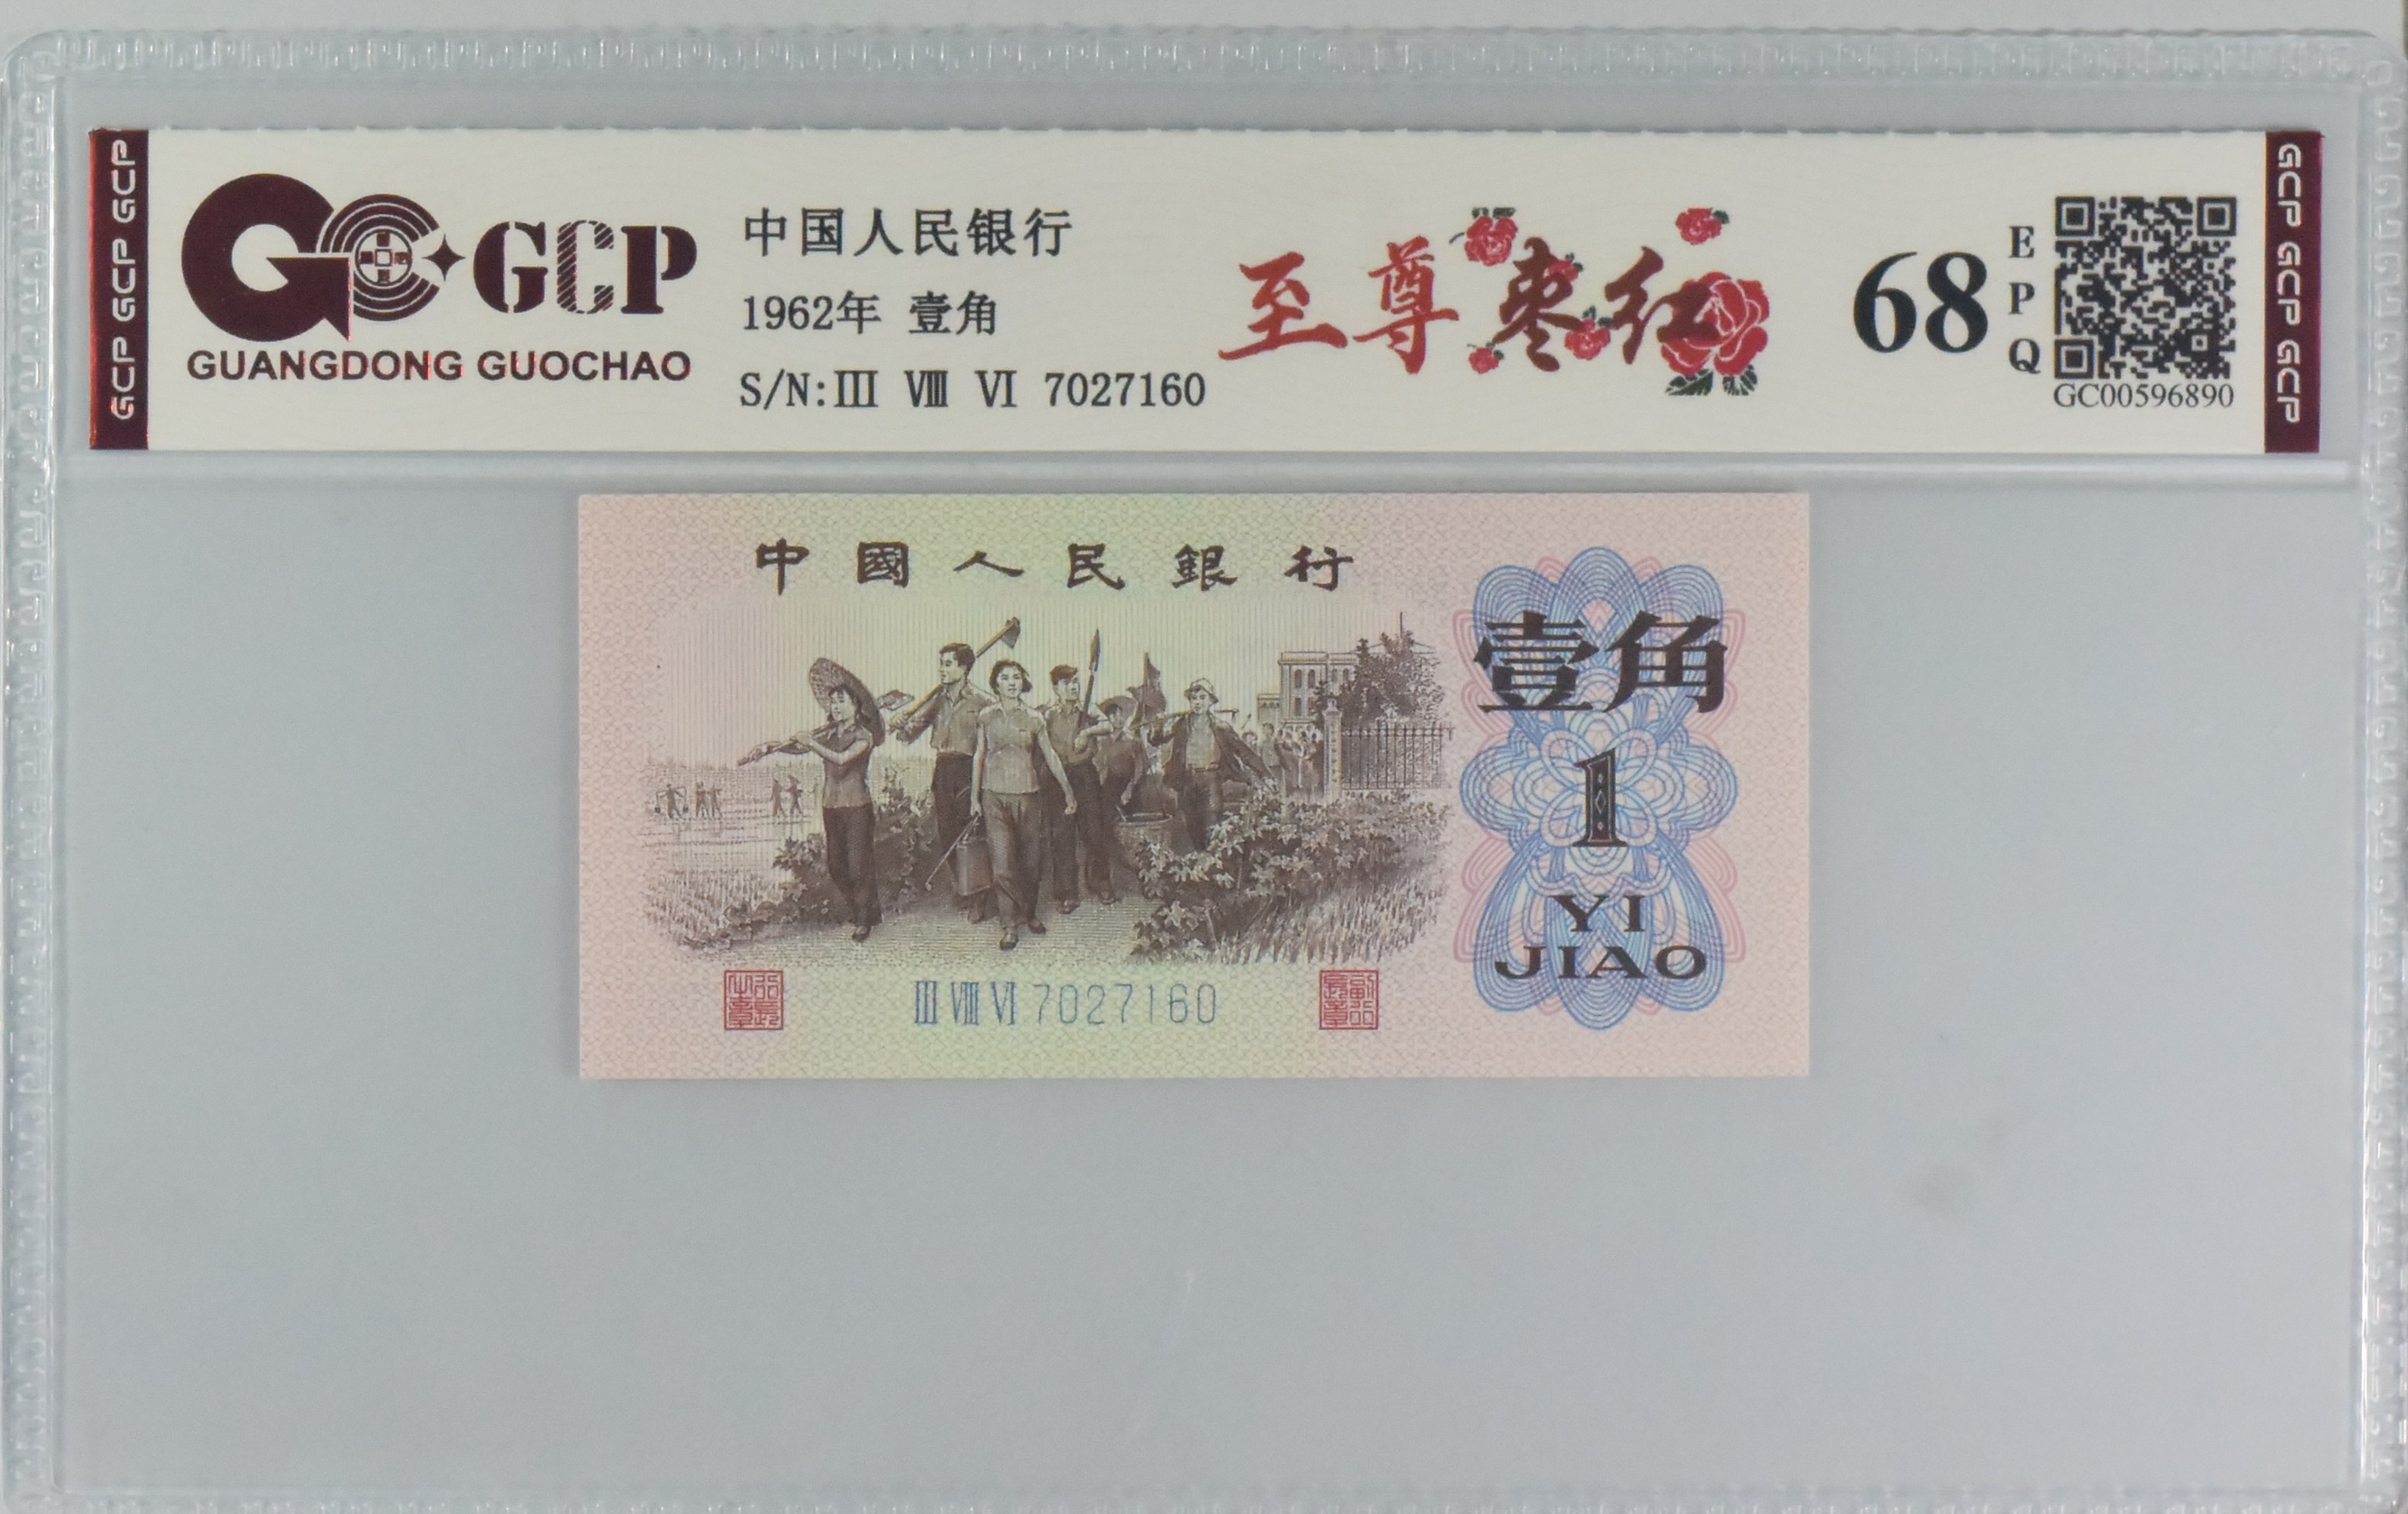 GCP GCP GCP
GCP
GUANGDONG GUOCHAO
中国人民银行
1962年 壹角
S/N:III VIII VI 7027160
至尊枣红
68
EPQ
GC00596890
GCP GCP GCP
中國人民銀行
壹角
1
YI
JIAO
III VIII VI 7027160